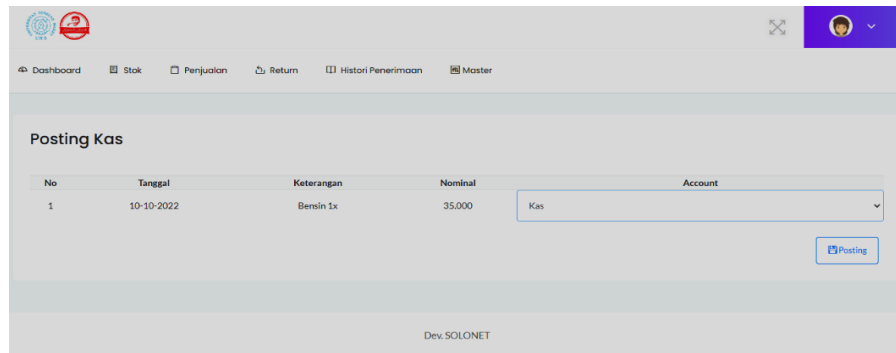 Dashboard Stok Penjualan Return Histori Penerimaan Master
Posting Kas
No Tanggal Keterangan Nominal Account
1 10-10-2022 Bensin 1x 35.000 Kas
Posting
Dev. SOLONET